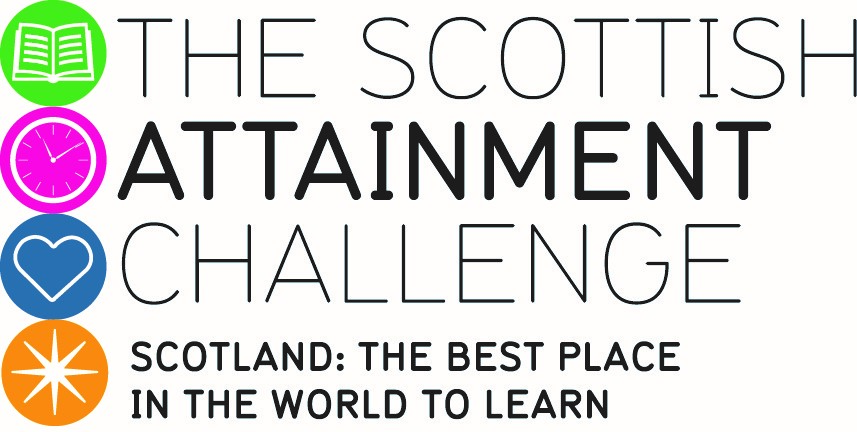 THE SCOTTISH
ATTAINMENT
CHALLENGE
SCOTLAND: THE BEST PLACE
IN THE WORLD TO LEARN